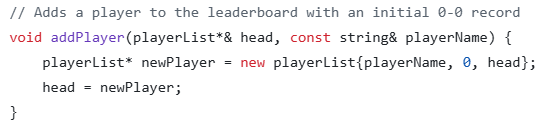 // Adds a player to the leaderboard with an initial 0-0 record
void addPlayer(playerList*& head, const string& playerName) {
    playerList* newPlayer = new playerList{playerName, 0, head};
    head = newPlayer;
}